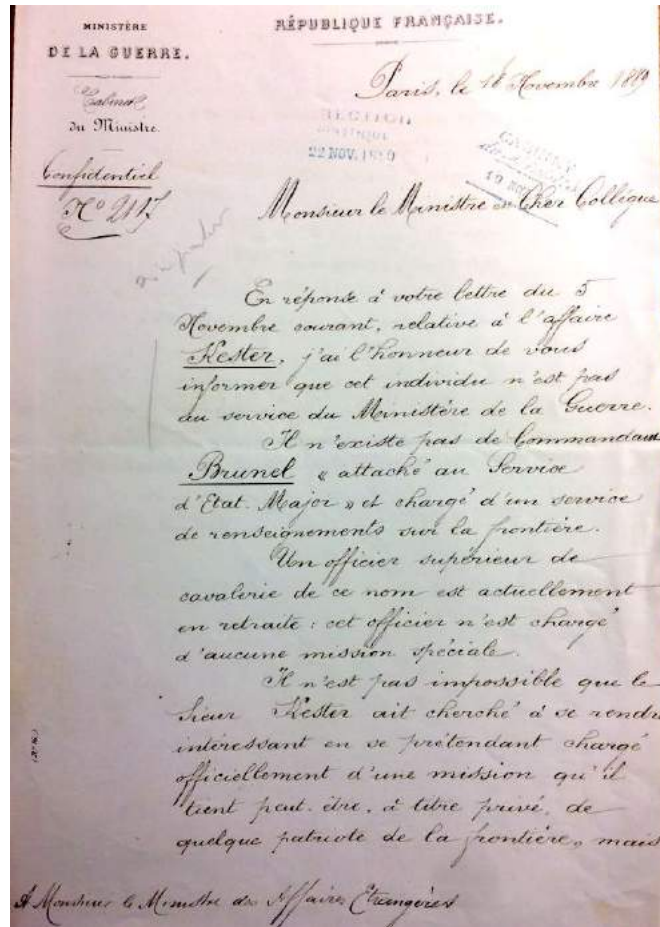 MINISTÈRE
DE LA GUERRE.
RÉPUBLIQUE FRANÇAISE.
Cabinet
du Ministre.
Paris, le 18 Novembre 1889
SECTION
22 NOV. 1889
CABINET
19 NOV
Confidentiel
N° 2117
Monsieur le Ministre et Cher Collègue
En réponse à votre lettre du 5
Novembre courant, relative à l'affaire
Kester, j'ai l'honneur de vous
informer que cet individu n'est pas
au service du Ministère de la Guerre.
Il n'existe pas de Commandant
Brunel « attaché au Service
d'Etat-Major » et chargé d'un service
de renseignements sur la frontière.
Un officier supérieur de
cavalerie de ce nom est actuellement
en retraite : cet officier n'est chargé
d'aucune mission spéciale.
Il n'est pas impossible que le
Sieur Kester ait cherché à se rendre
intéressant en se prétendant chargé
officiellement d'une mission qu'il
tient peut-être, à titre privé, de
quelque patriote de la frontière, mais
A Monsieur le Ministre des Affaires Etrangères